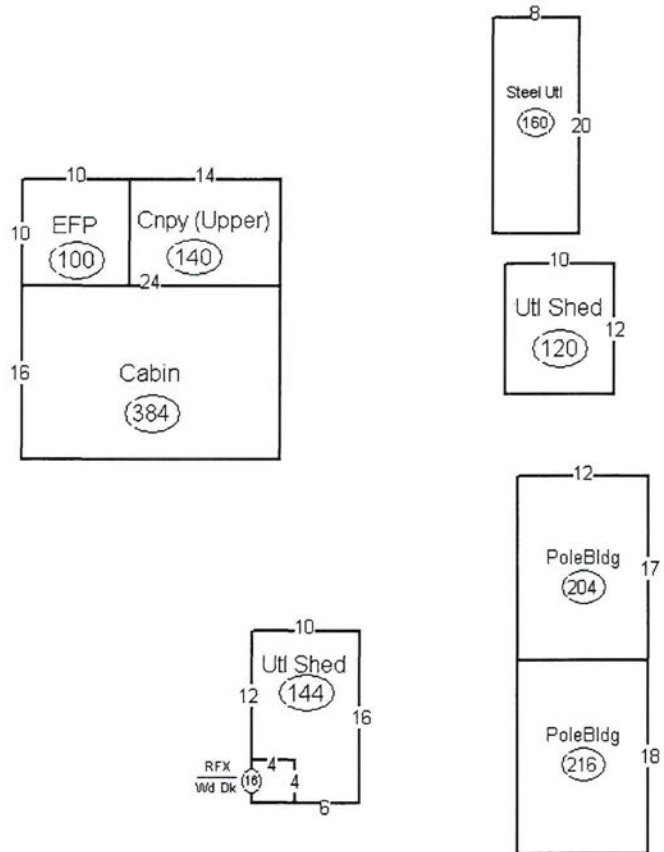 8
Steel Utl
160
20
10
14
10
EFP
100
Cnpy (Upper)
140
24
16
Cabin
384
10
Utl Shed
120
12
12
PoleBldg
204
17
PoleBldg
216
18
10
Utl Shed
144
12
16
RFX
Wd Dk
16
4
4
6